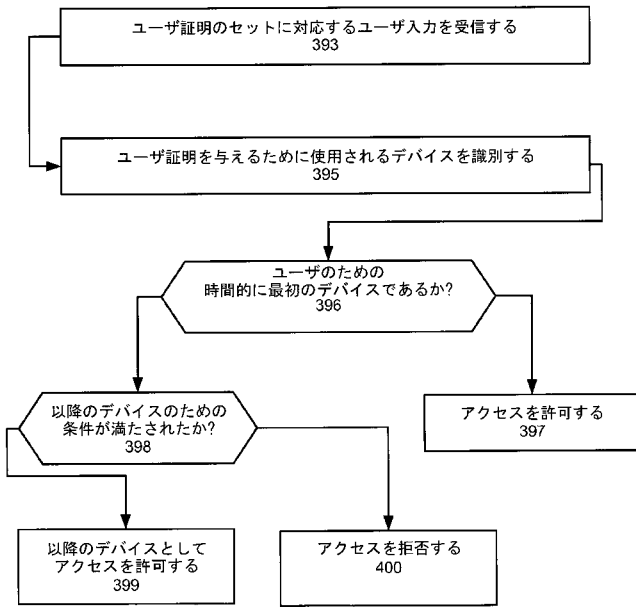 ユーザ証明のセットに対応するユーザ入力を受信する
393
ユーザ証明を与えるために使用されるデバイスを識別する
395
ユーザのための
時間的に最初のデバイスであるか?
396
以降のデバイスのための
条件が満たされたか?
398
アクセスを許可する
397
以降のデバイスとして
アクセスを許可する
399
アクセスを拒否する
400